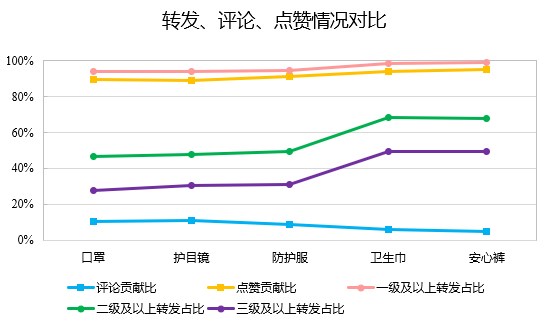 转发、评论、点赞情况对比
100%
80%
60%
40%
20%
0%
口罩 护目镜 防护服 卫生巾 安心裤
评论贡献比 点赞贡献比 一级及以上转发占比
二级及以上转发占比 三级及以上转发占比